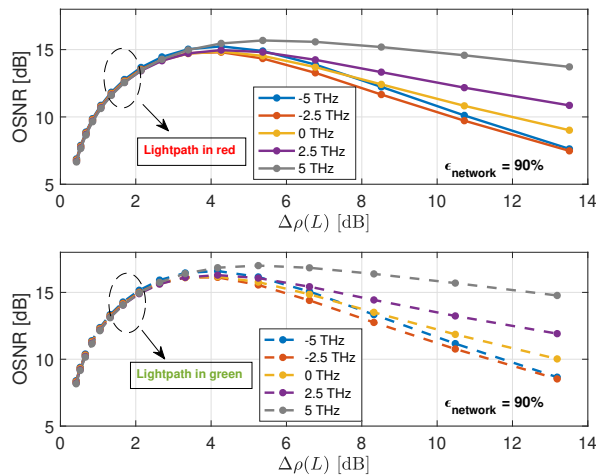 OSNR [dB]
15
10
5
-5 THz
-2.5 THz
0 THz
2.5 THz
5 THz
Lightpath in red
ϵnetwork = 90%
0 2 4 6 8 10 12 14
Δρ(L) [dB]
OSNR [dB]
15
10
5
-5 THz
-2.5 THz
0 THz
2.5 THz
5 THz
Lightpath in green
ϵnetwork = 90%
0 2 4 6 8 10 12 14
Δρ(L) [dB]